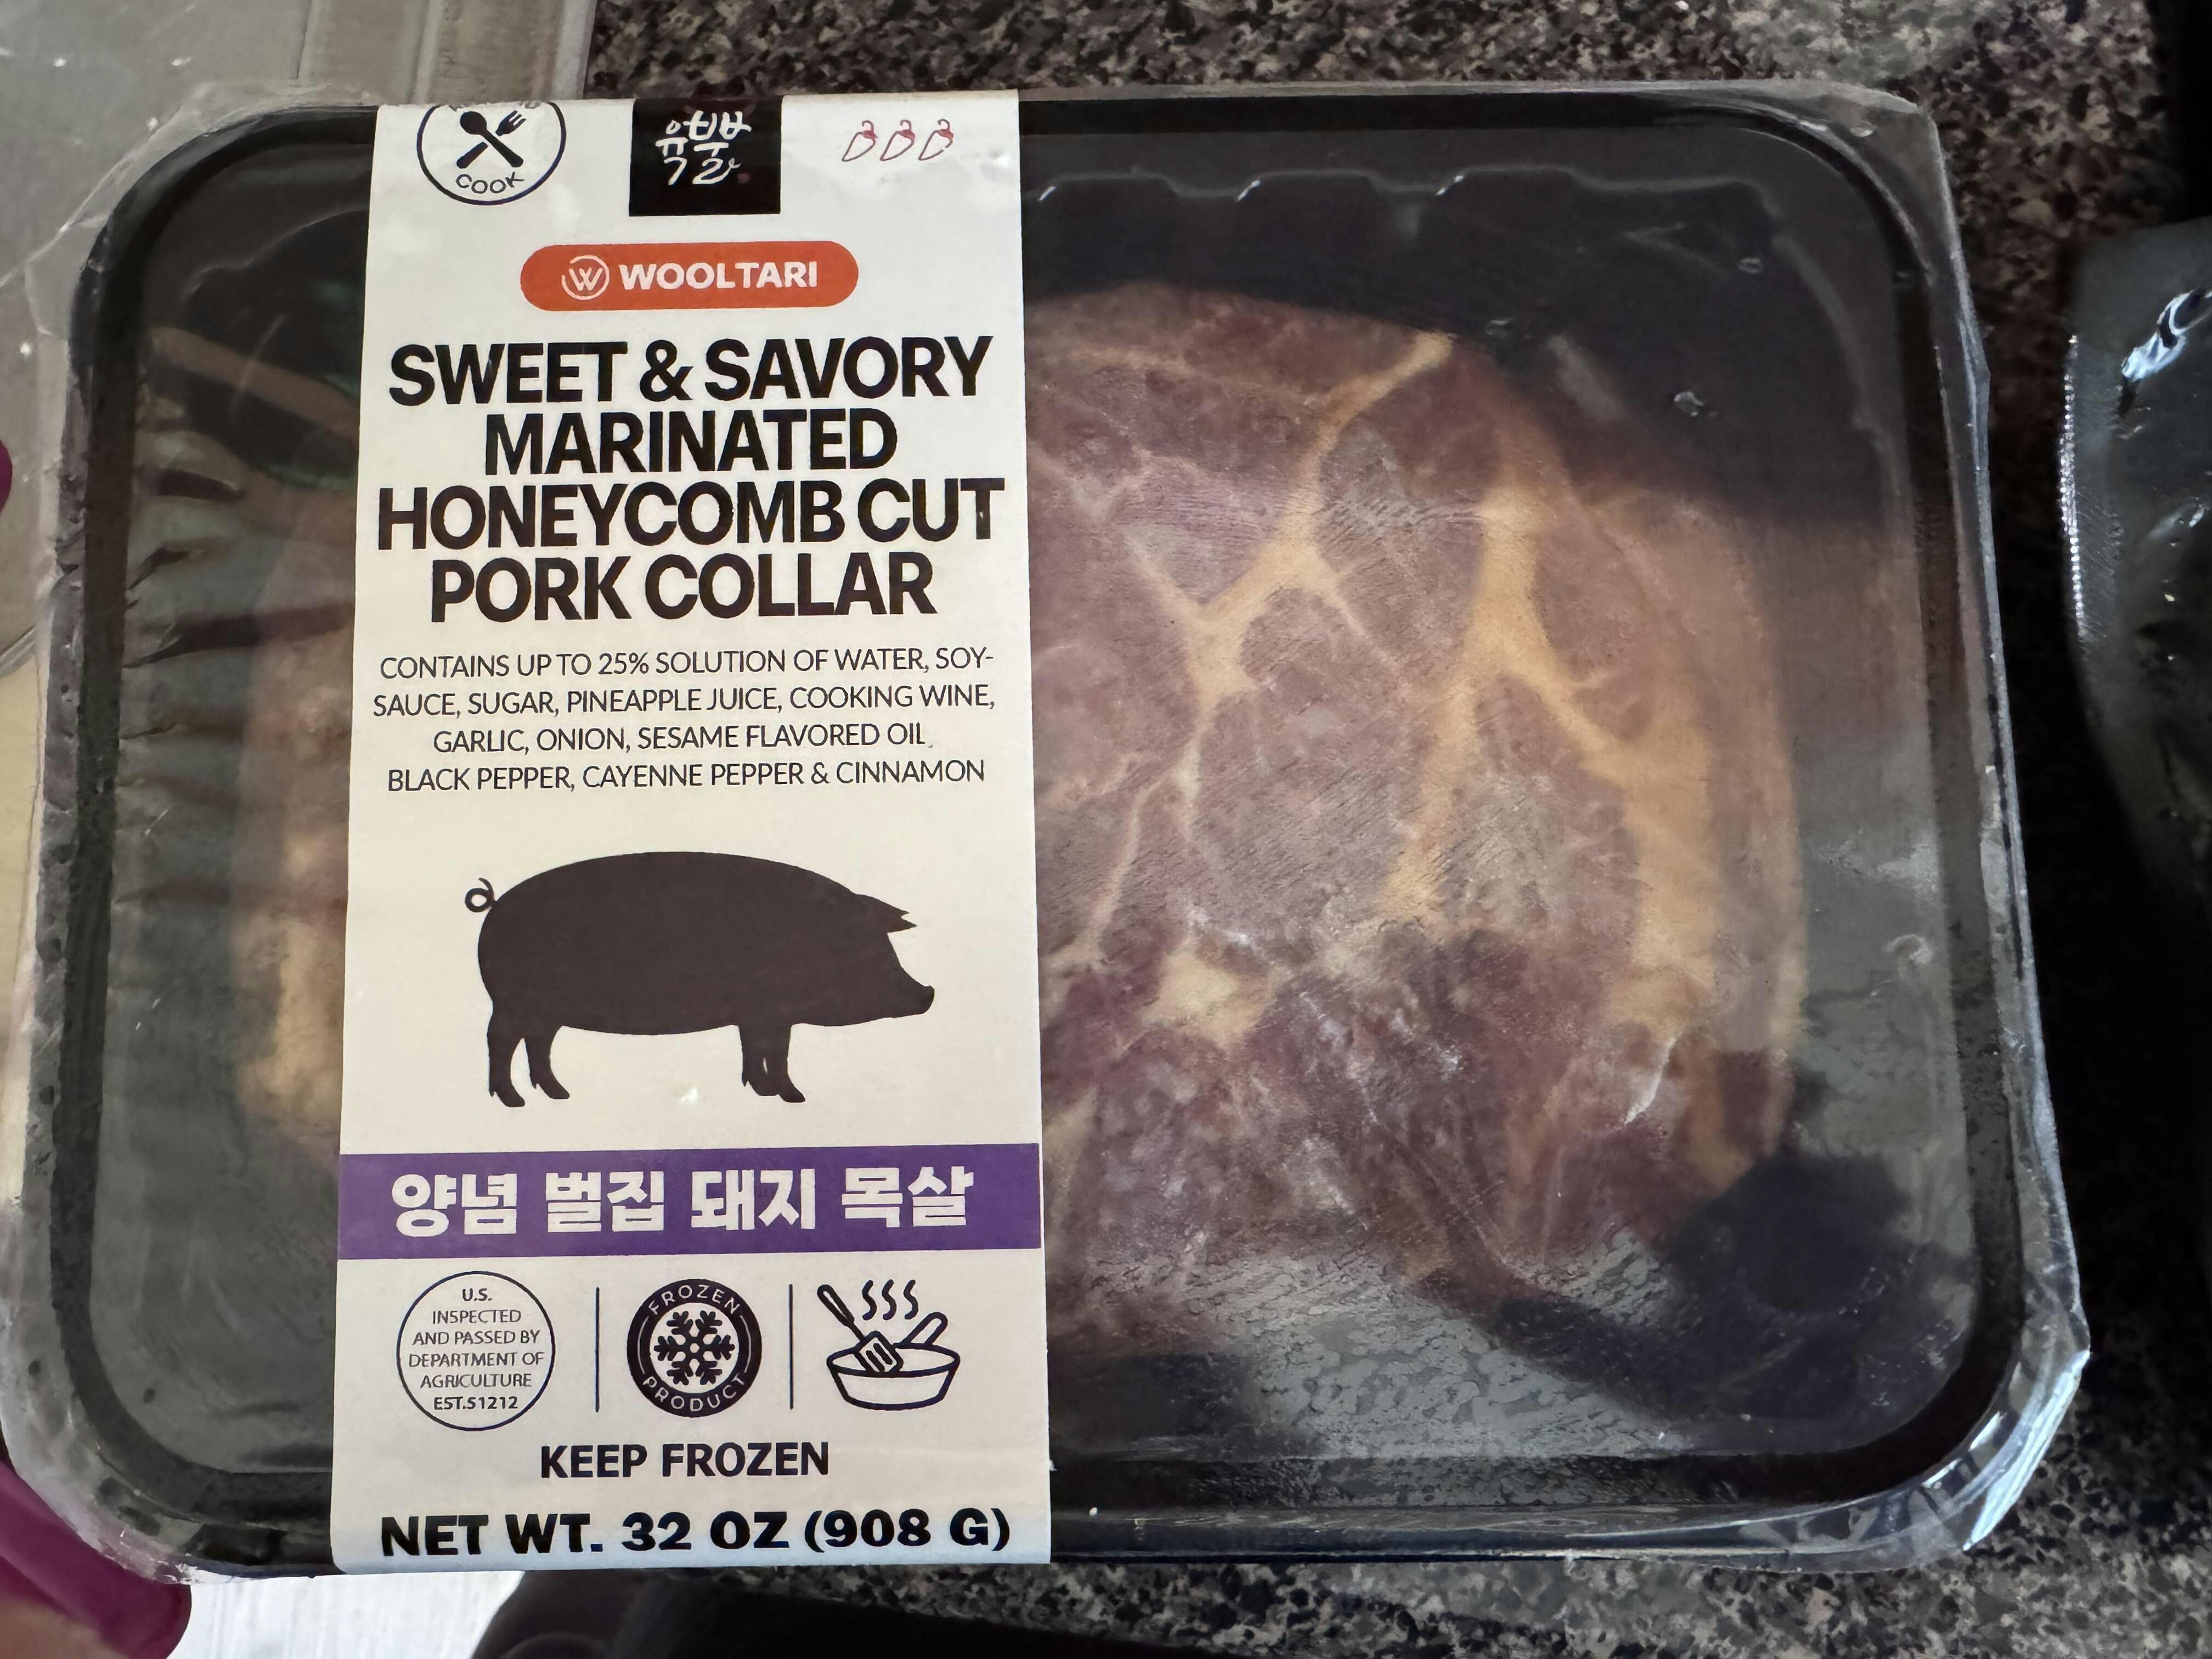 COOK
육부
가
WOOLTARI
SWEET & SAVORY
MARINATED
HONEYCOMB CUT
PORK COLLAR
CONTAINS UP TO 25% SOLUTION OF WATER, SOY-
SAUCE, SUGAR, PINEAPPLE JUICE, COOKING WINE,
GARLIC, ONION, SESAME FLAVORED OIL,
BLACK PEPPER, CAYENNE PEPPER & CINNAMON
양념 벌집 돼지 목살
U.S.
INSPECTED
AND PASSED BY
DEPARTMENT OF
AGRICULTURE
EST.51212
FROZEN
PRODUCT
KEEP FROZEN
NET WT. 32 OZ (908 G)